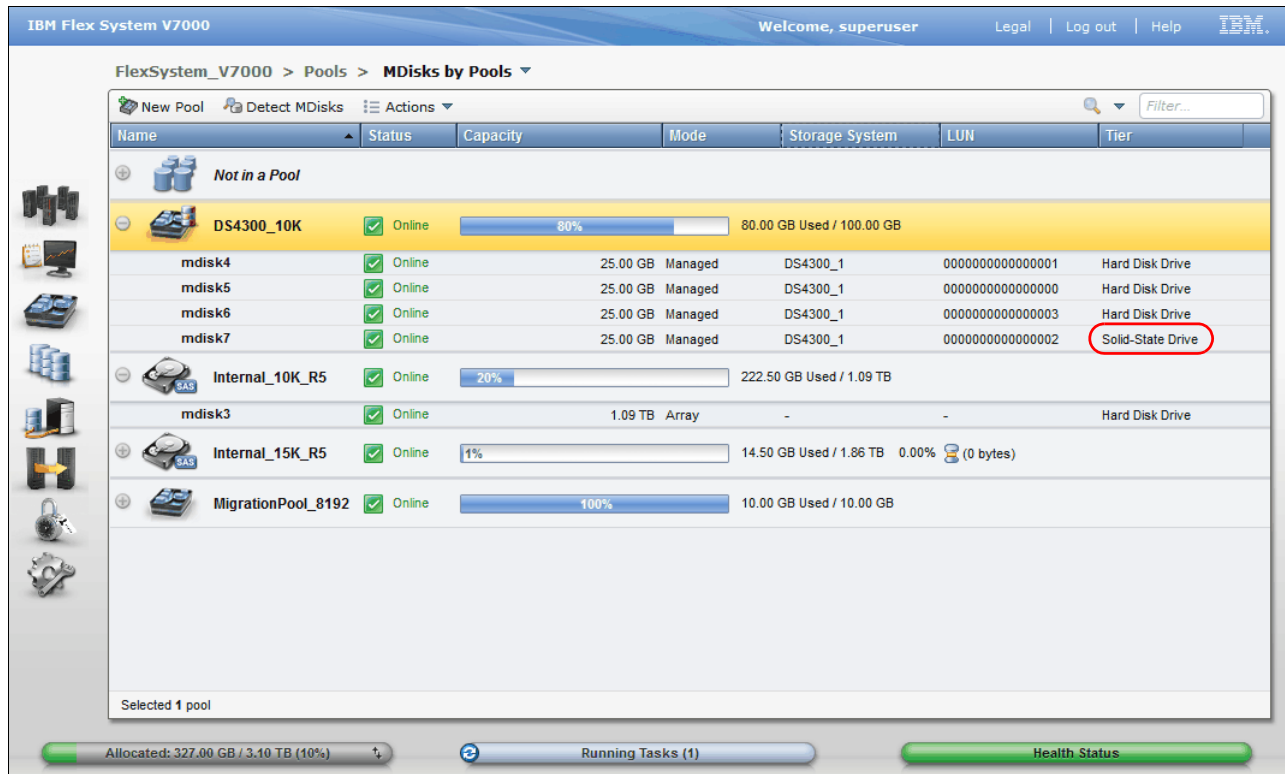 IBM Flex System V7000 Welcome, superuser Legal | Log out | Help IBM.
FlexSystem_V7000 > Pools > MDisks by Pools
New Pool Detect MDisks Actions Filter...
Name Status Capacity Mode Storage System LUN Tier
Not in a Pool
DS4300_10K Online 80% 80.00 GB Used / 100.00 GB
mdisk4 Online 25.00 GB Managed DS4300_1 0000000000000001 Hard Disk Drive
mdisk5 Online 25.00 GB Managed DS4300_1 0000000000000000 Hard Disk Drive
mdisk6 Online 25.00 GB Managed DS4300_1 0000000000000003 Hard Disk Drive
mdisk7 Online 25.00 GB Managed DS4300_1 0000000000000002 Solid-State Drive
SAS Internal_10K_R5 Online 20% 222.50 GB Used / 1.09 TB
mdisk3 Online 1.09 TB Array - - Hard Disk Drive
SAS Internal_15K_R5 Online 1% 14.50 GB Used / 1.86 TB 0.00% (0 bytes)
MigrationPool_8192 Online 100% 10.00 GB Used / 10.00 GB
Selected 1 pool
Allocated: 327.00 GB / 3.10 TB (10%) Running Tasks (1) Health Status